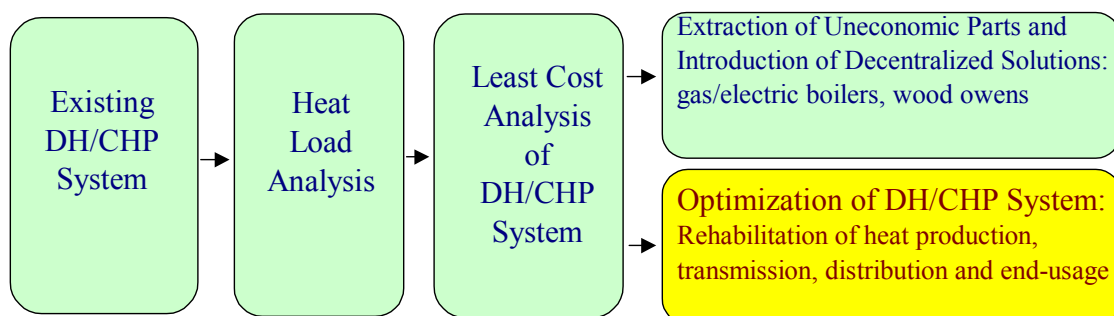 Existing
DH/CHP
System
Heat
Load
Analysis
Least Cost
Analysis
of
DH/CHP
System
Extraction of Uneconomic Parts and
Introduction of Decentralized Solutions:
gas/electric boilers, wood owens
Optimization of DH/CHP System:
Rehabilitation of heat production,
transmission, distribution and end-usage